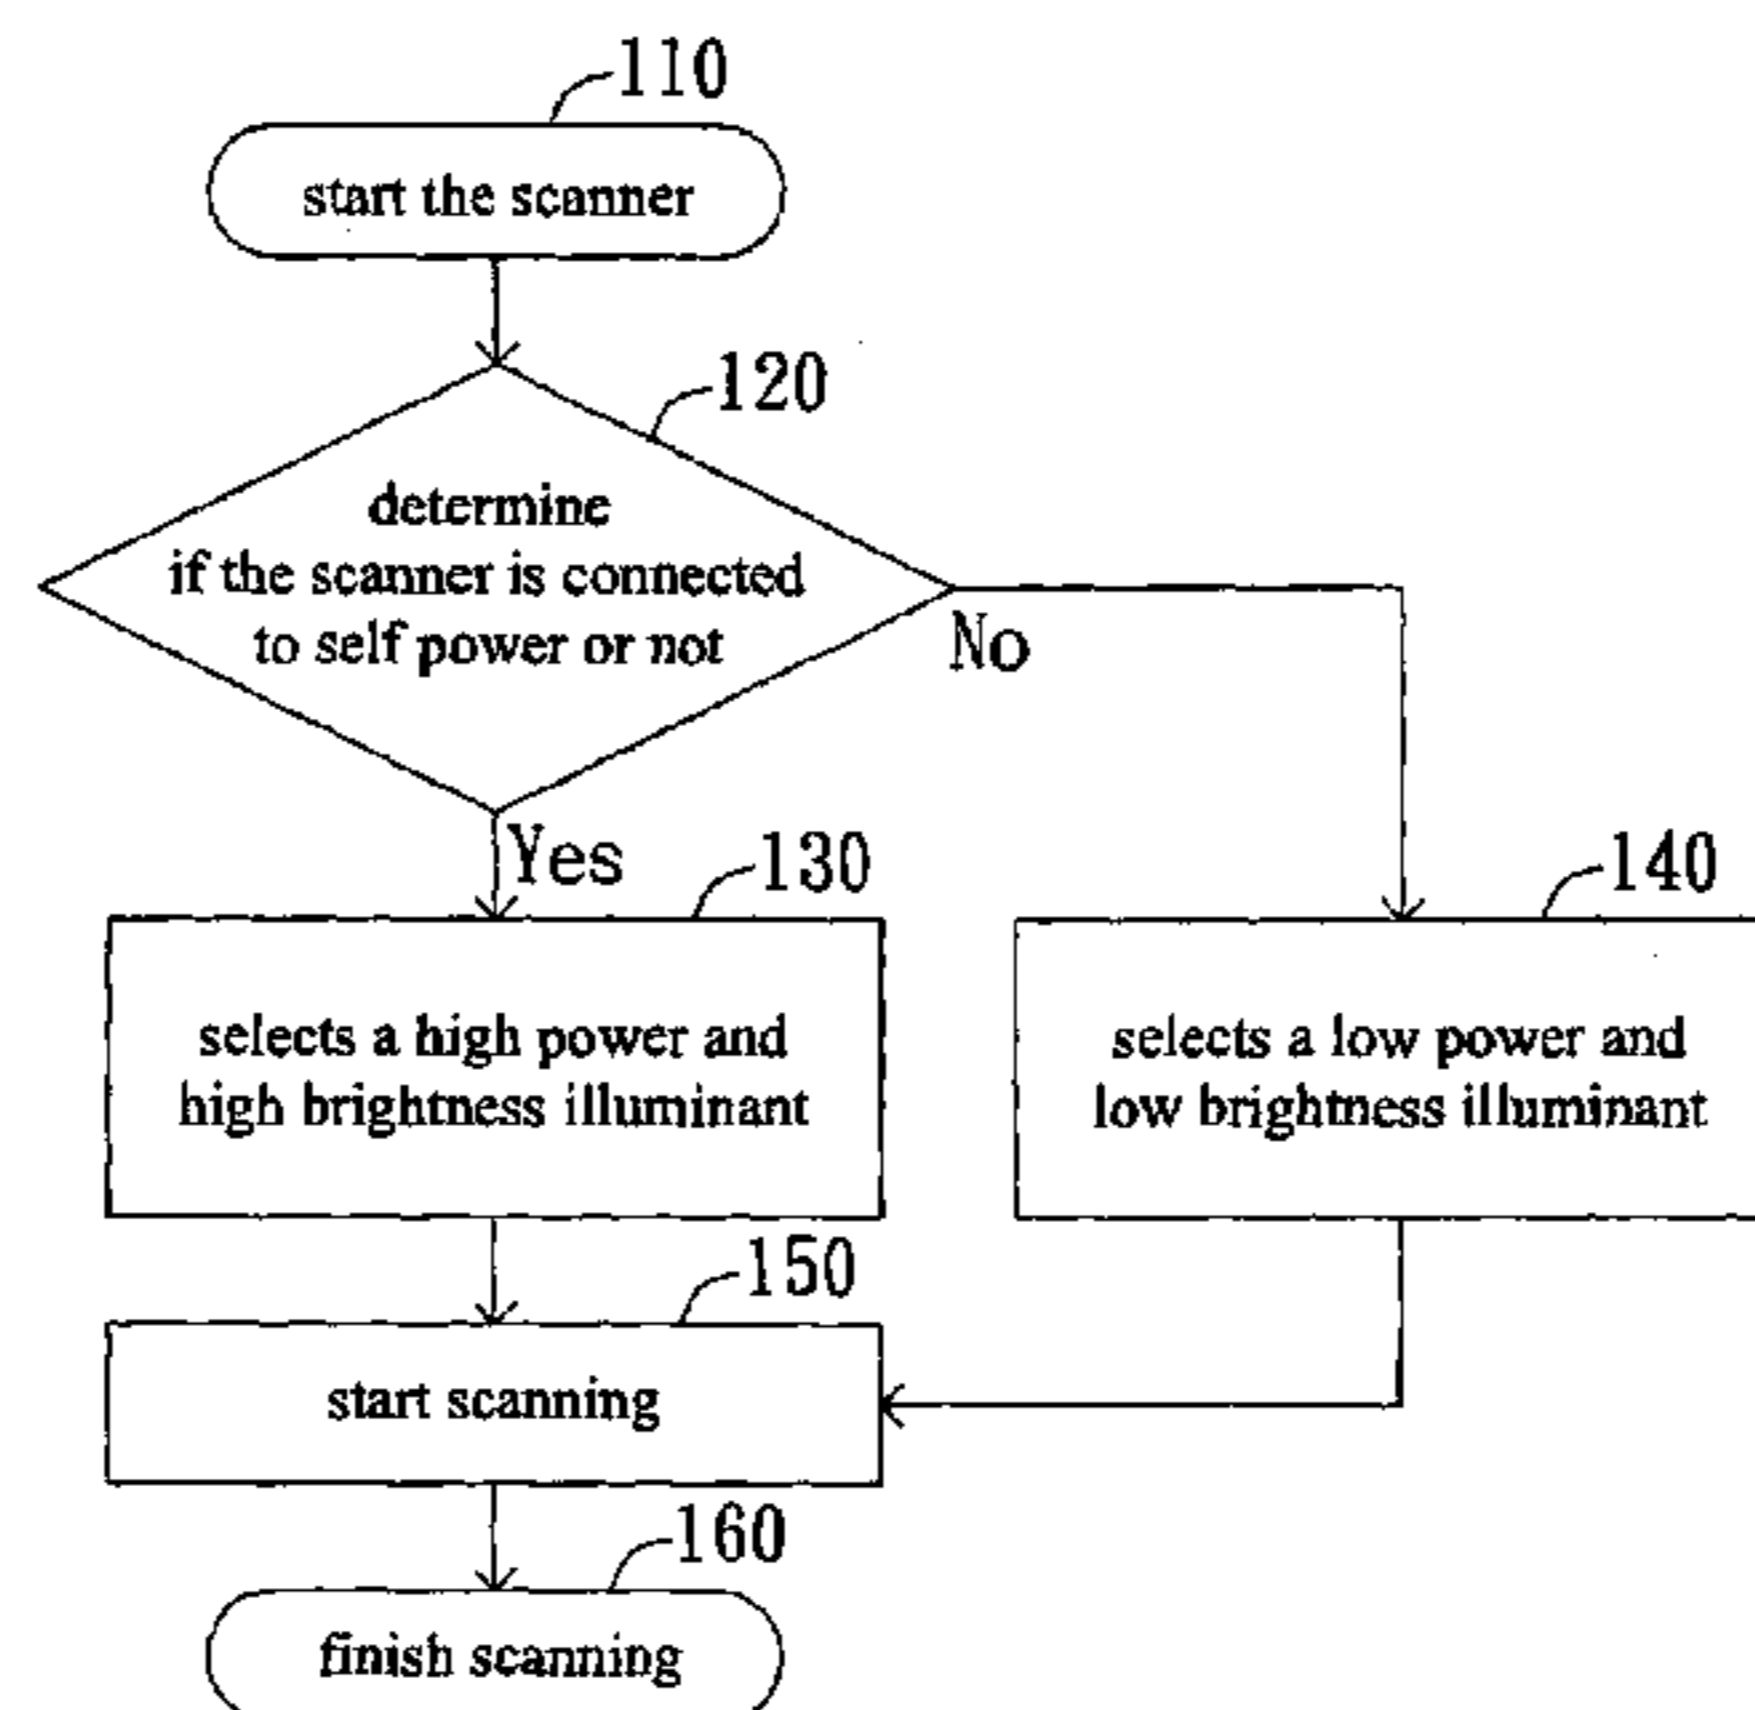 110
start the scanner
120
determine
if the scanner is connected
to self power or not
No
Yes
130
140
selects a high power and
high brightness illuminant
selects a low power and
low brightness illuminant
150
start scanning
160
finish scanning